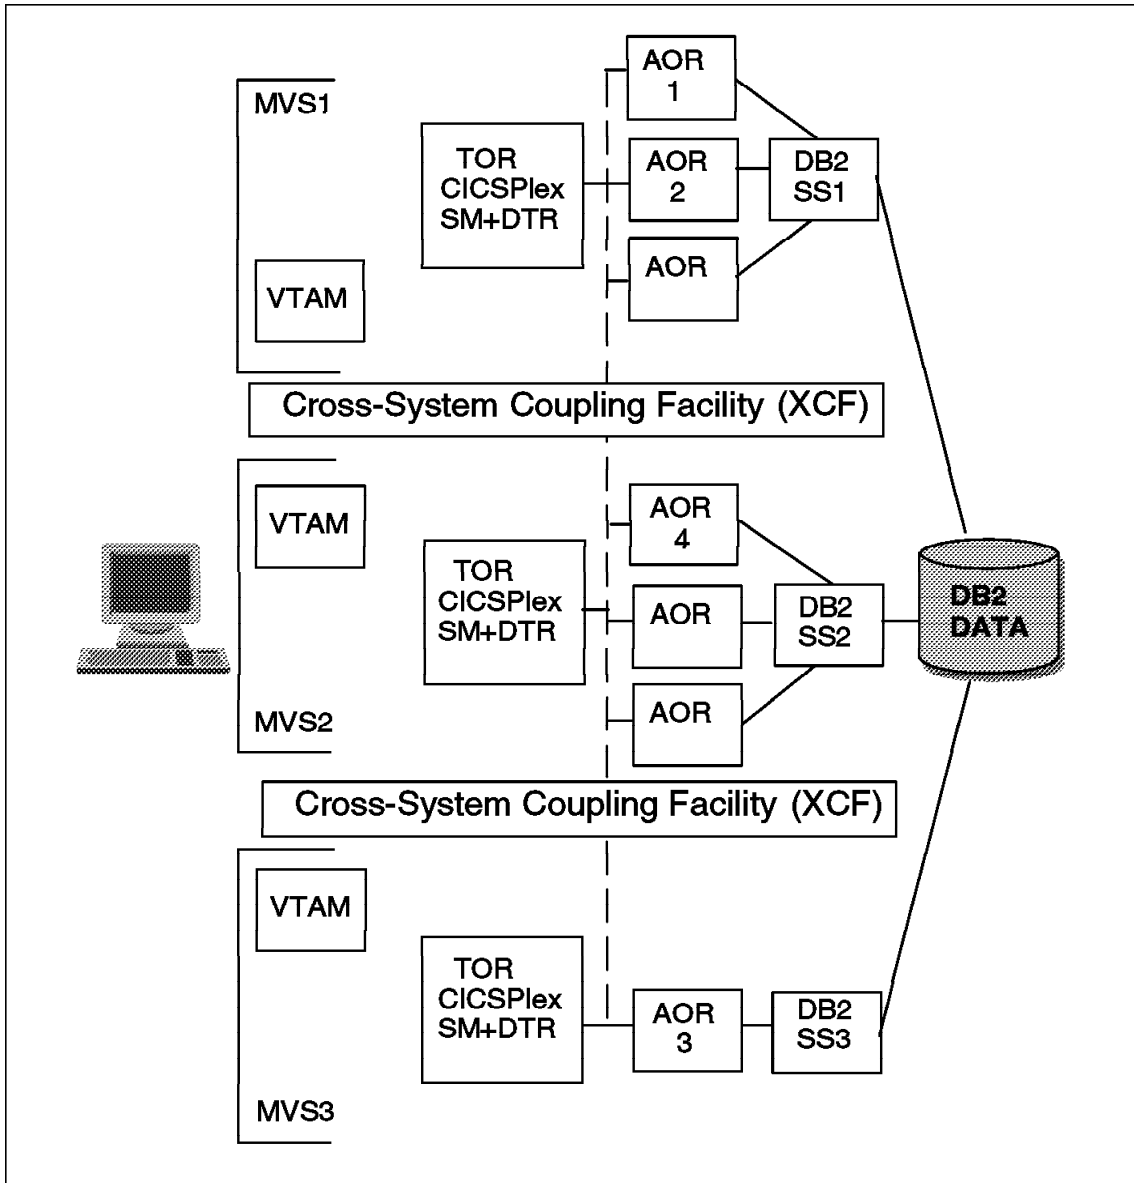 AOR
1
MVS1
TOR
CICSPlex
SM+DTR
AOR
2
DB2
SS1
AOR
VTAM
Cross-System Coupling Facility (XCF)
VTAM
AOR
4
TOR
CICSPlex
SM+DTR
AOR
DB2
SS2
DB2
DATA
AOR
MVS2
Cross-System Coupling Facility (XCF)
VTAM
TOR
CICSPlex
SM+DTR
AOR
3
DB2
SS3
MVS3